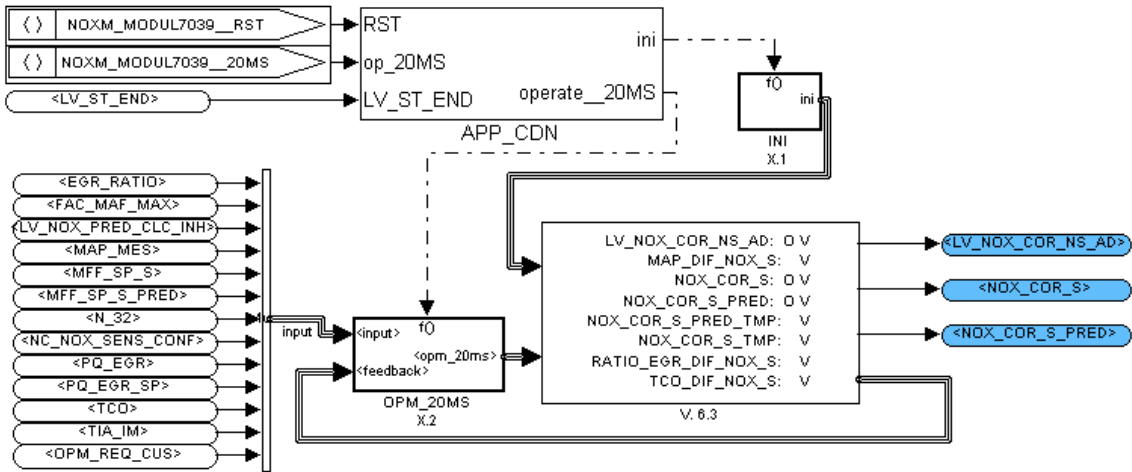 ⟨⟩ NOXM_MODUL7039__RST
⟨⟩ NOXM_MODUL7039__20MS
<LV_ST_END>
RST
op_20MS
LV_ST_END
ini
operate__20MS
APP_CDN
f()
ini
INI
X.1
<EGR_RATIO>
<FAC_MAF_MAX>
<LV_NOX_PRED_CLC_INH>
<MAP_MES>
<MFF_SP_S>
<MFF_SP_S_PRED>
<N_32>
<NC_NOX_SENS_CONF>
<PQ_EGR>
<PQ_EGR_SP>
<TCO>
<TIA_IM>
<OPM_REQ_CUS>
input
f()
<input>
<opm_20ms>
<feedback>
OPM_20MS
X.2
LV_NOX_COR_NS_AD: O V
MAP_DIF_NOX_S: V
NOX_COR_S: O V
NOX_COR_S_PRED: O V
NOX_COR_S_PRED_TMP: V
NOX_COR_S_TMP: V
RATIO_EGR_DIF_NOX_S: V
TCO_DIF_NOX_S: V
V. 6.3
<LV_NOX_COR_NS_AD>
<NOX_COR_S>
<NOX_COR_S_PRED>